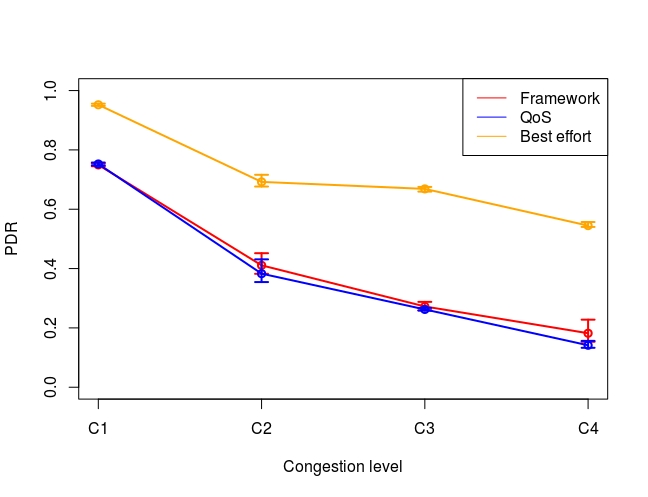 Framework
QoS
Best effort
PDR
1.0
0.8
0.6
0.4
0.2
0.0
C1 C2 C3 C4
Congestion level